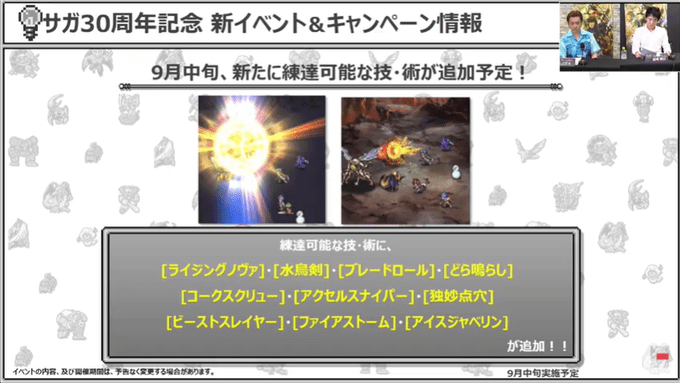 サガ30周年記念 新イベント&キャンペーン情報
9月中旬、新たに練達可能な技・術が追加予定！
練達可能な技・術に、
[ライジングノヴァ]・[水鳥剣]・[ブレードロール]・[どら鳴らし]
[コークスクリュー]・[アクセルスナイパー]・[独妙点穴]
[ビーストスレイヤー]・[ファイアストーム]・[アイスジャベリン]
が追加！！
イベントの内容、及び開催期間は、予告なく変更する場合があります。
9月中旬実施予定